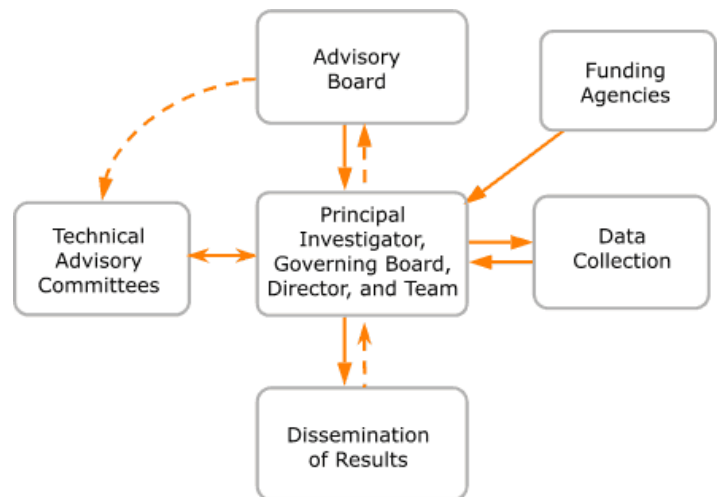 Advisory
Board
Funding
Agencies
Technical
Advisory
Committees
Principal
Investigator,
Governing Board,
Director, and Team
Data
Collection
Dissemination
of Results